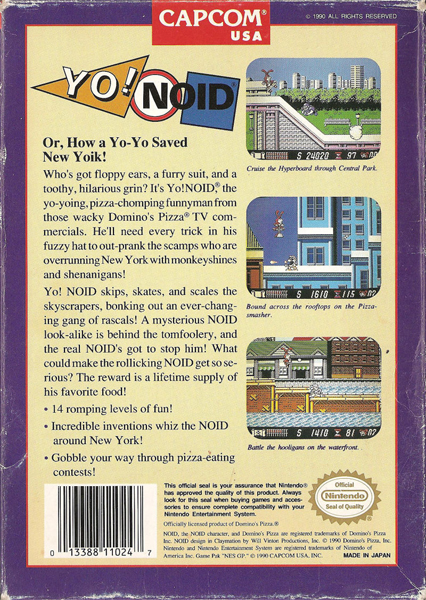 CAPCOM®
USA
© 1990 ALL RIGHTS RESERVED
YO! NOID®
Or, How a Yo-Yo Saved
New Yoik!
Who's got floppy ears, a furry suit, and a
toothy, hilarious grin? It's Yo!NOID® the
yo-yoing, pizza-chomping funnyman from
those wacky Domino's Pizza® TV com-
mercials. He'll need every trick in his
fuzzy hat to out-prank the scamps who are
overrunning New York with monkeyshines
and shenanigans!
Yo! NOID skips, skates, and scales the
skyscrapers, bonking out an ever-chang-
ing gang of rascals! A mysterious NOID
look-alike is behind the tomfoolery, and
the real NOID's got to stop him! What
could make the rollicking NOID get so se-
rious? The reward is a lifetime supply of
his favorite food!
• 14 romping levels of fun!
• Incredible inventions whiz the NOID
around New York!
• Gobble your way through pizza-eating
contests!
S 24020 97 02
Cruise the Hyperboard through Central Park.
S 1610 115 02
Bound across the rooftops on the Pizza-
smasher.
S 1410 81 02
Battle the hooligans on the waterfront.
0 13388 11024 7
This official seal is your assurance that Nintendo®
has approved the quality of this product. Always
look for this seal when buying games and acces-
sories to ensure complete compatibility with your
Nintendo Entertainment System.
Official
Nintendo
Seal of Quality
Officially licensed product of Domino's Pizza.®
NOID, the NOID character, and Domino's Pizza are registered trademarks of Domino's Pizza
Inc. NOID design in Claymation by Wil Vinton Productions, Inc. © 1990 Domino's Pizza, Inc.
Nintendo and Nintendo Entertainment System are registered trademarks of Nintendo of
America Inc. Game Pak "NES GP." © 1990 CAPCOM USA, INC.
MADE IN JAPAN